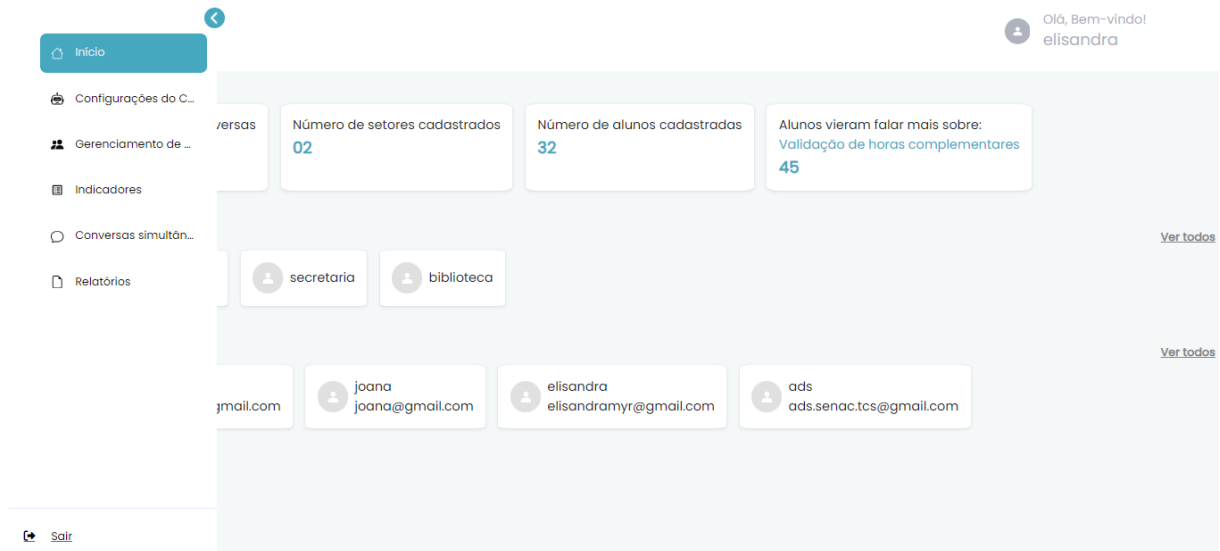 Olá, Bem-vindo!
elisandra
Início
Configurações do C...
Gerenciamento de ...
Indicadores
Conversas simultân...
Relatórios
Sair
versas
Número de setores cadastrados
02
Número de alunos cadastradas
32
Alunos vieram falar mais sobre:
Validação de horas complementares
45
Ver todos
secretaria
biblioteca
Ver todos
gmail.com
joana
joana@gmail.com
elisandra
elisandramyr@gmail.com
ads
ads.senac.tcs@gmail.com